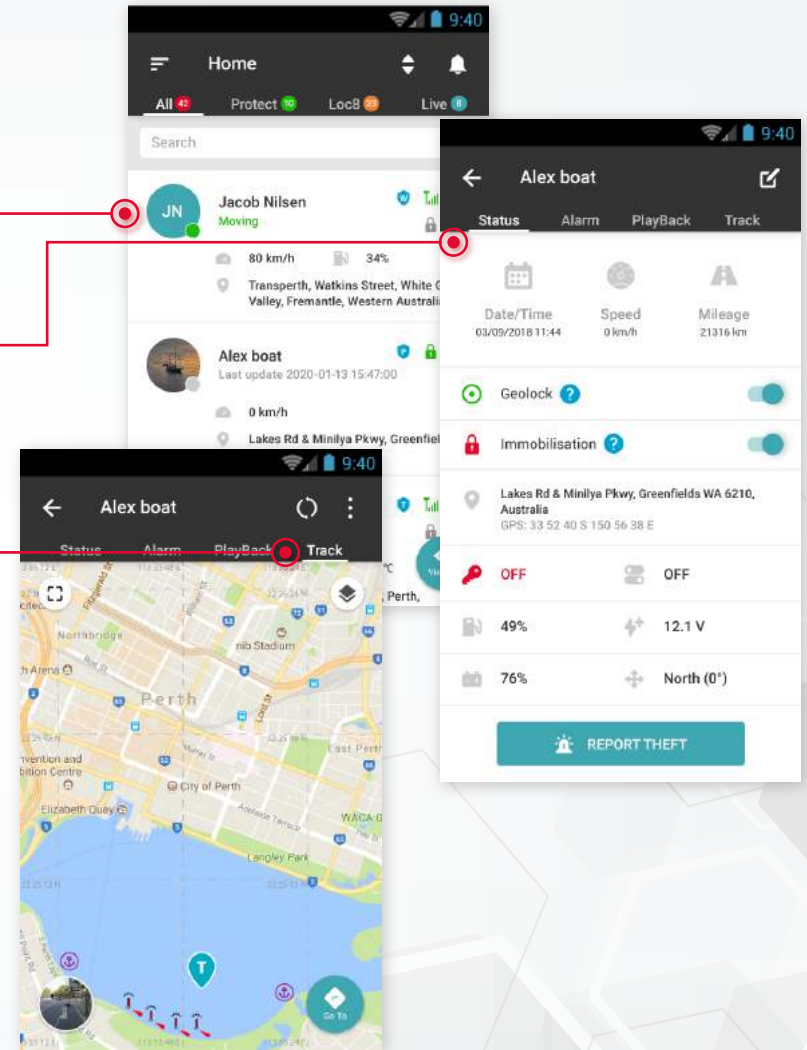 9:40
Home
All 42 Protect 10 Loc8 23 Live 8
Search
JN
Jacob Nilsen
Moving
80 km/h 34%
Transperth, Watkins Street, White
Valley, Fremantle, Western
Alex boat
Last update 2020-01-13 15:47:00
0 km/h
Lakes Rd & Minilya Pkwy,
Perth,
9:40
Alex boat
Status Alarm PlayBack Track
Date/Time Speed Mileage
03/09/2018 11:44 0 km/h 21316 km
Geolock ?
Immobilisation ?
Lakes Rd & Minilya Pkwy, Greenfields WA 6210,
Australia
GPS: 33 52 40 S 150 56 38 E
OFF OFF
49% 12.1 V
76% North (0°)
REPORT THEFT
9:40
Alex boat
Status Alarm PlayBack Track
Northbridge
nib Stadium
Arena
Perth
Lord St
East
Centre
City of Perth
Elizabeth Quay
Adelaide Terrace
WACA
Langley Park
T
Go To